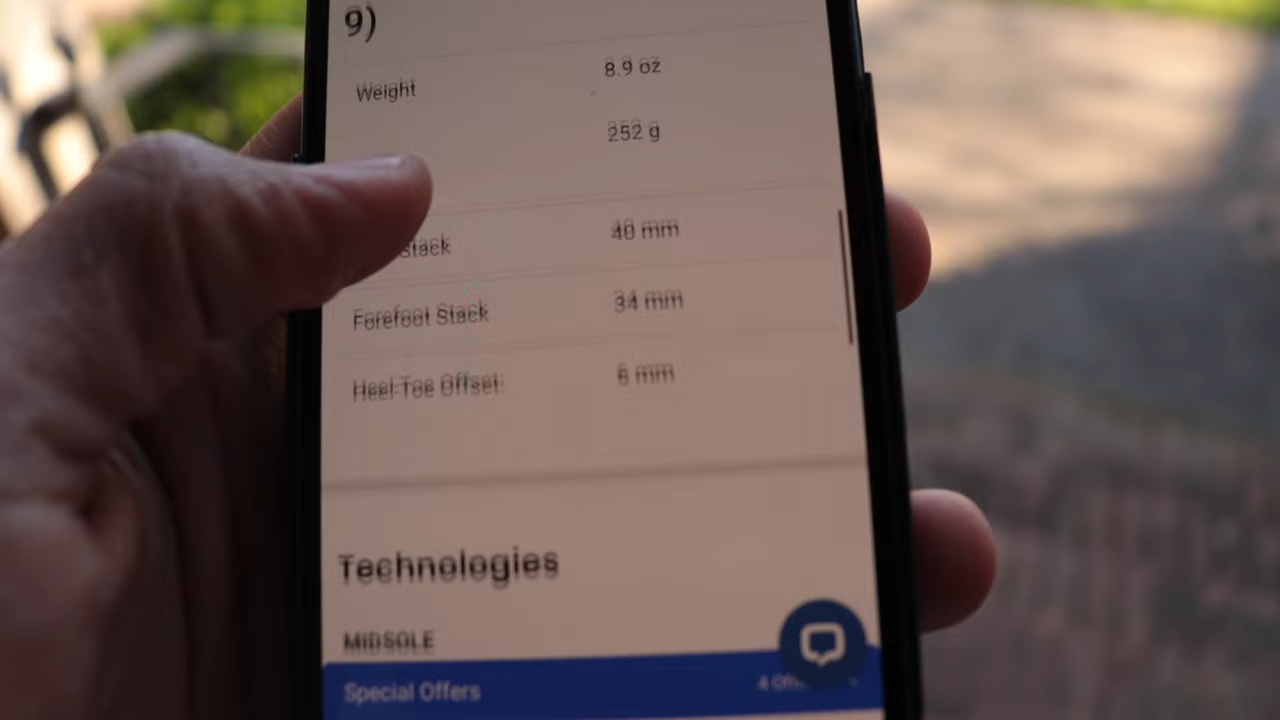 9)
Weight 8.9 oz
252 g
Stack 40 mm
Forefoot Stack 34 mm
Heel-Toe Offset: 6 mm
Technologies
MIDSOLE
Special Offers 4